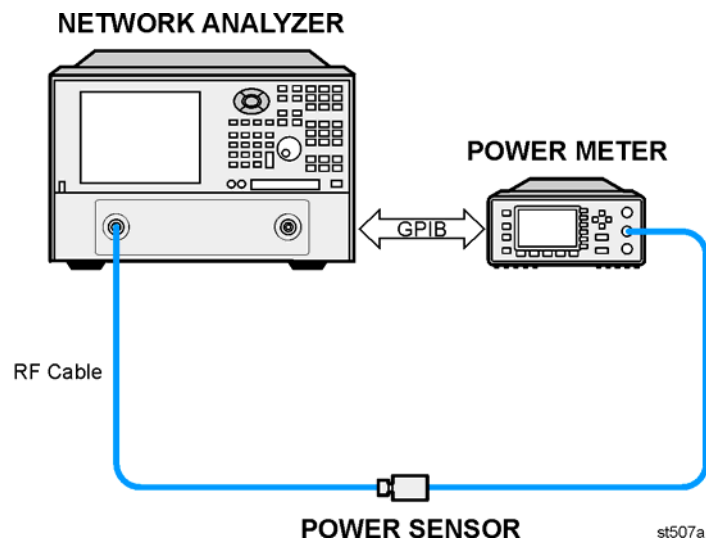 NETWORK ANALYZER
POWER METER
GPIB
RF Cable
POWER SENSOR
st507a